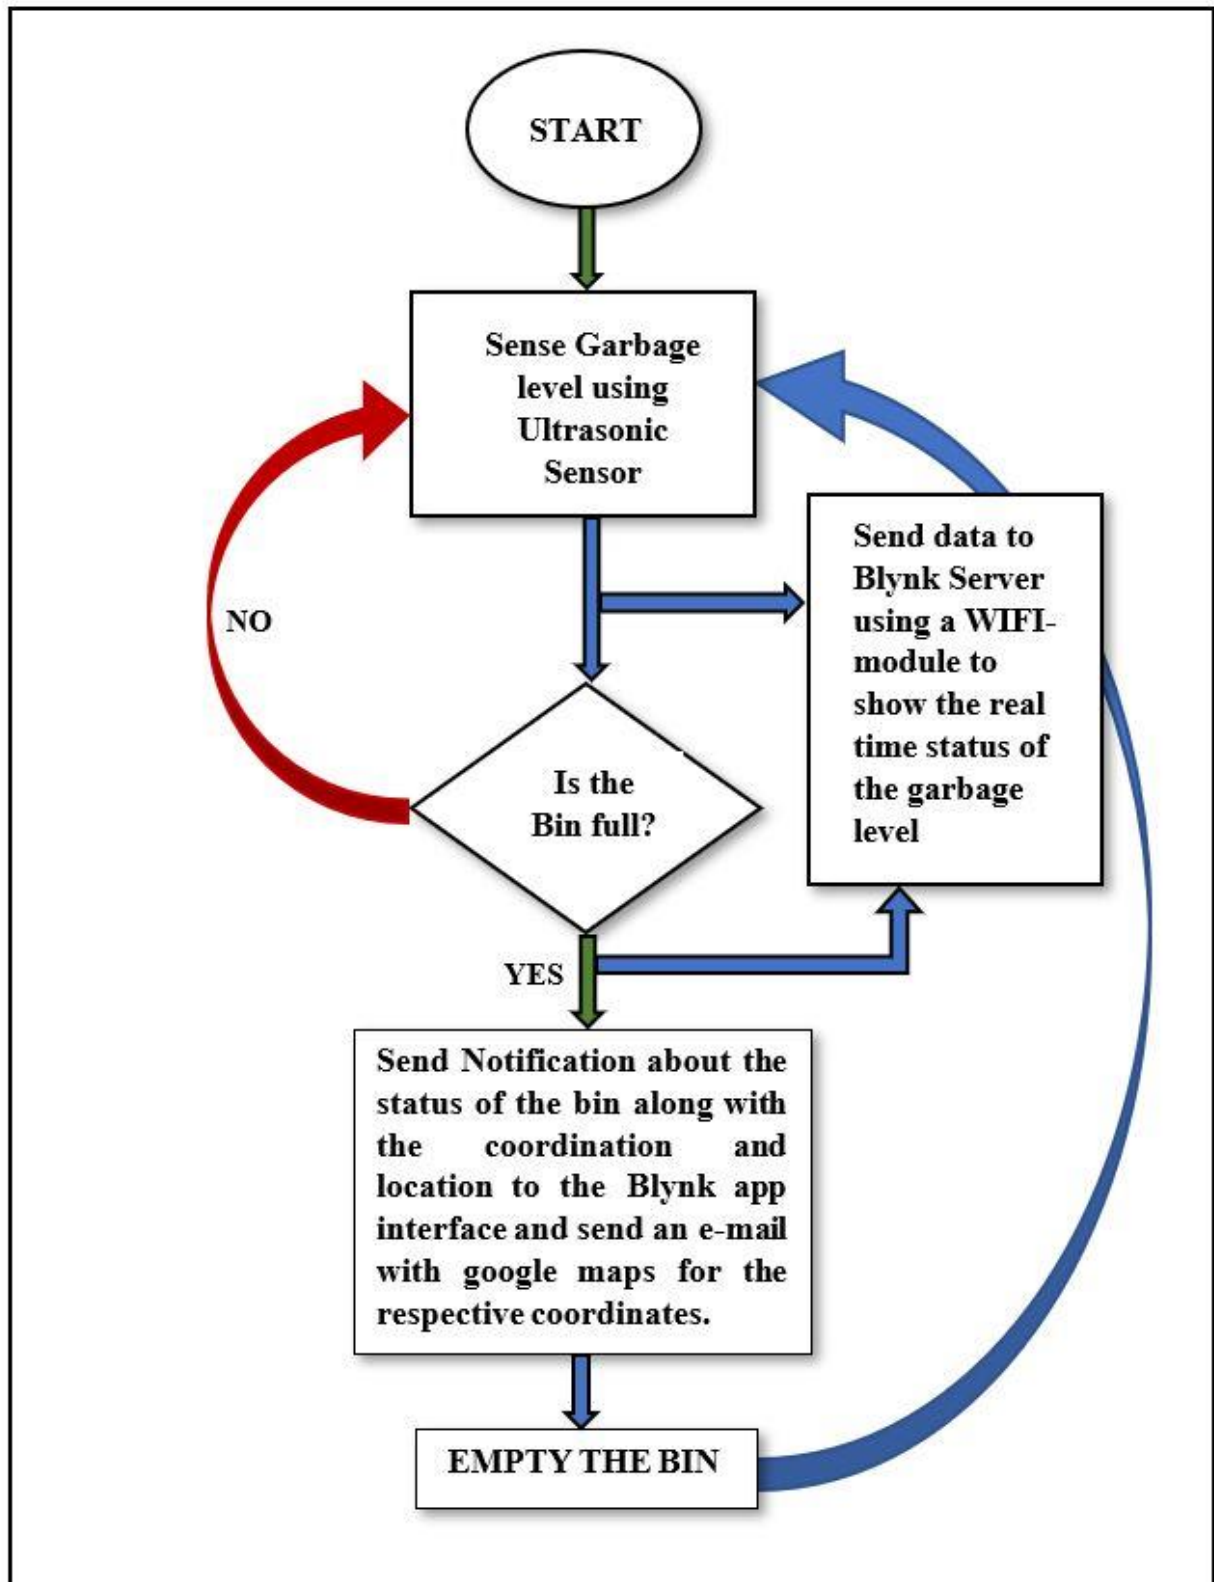 START
Sense Garbage
level using
Ultrasonic
Sensor
Send data to
Blynk Server
using a WIFI-
module to
show the real
time status of
the garbage
level
NO
Is the
Bin full?
YES
Send Notification about the
status of the bin along with
the coordination and
location to the Blynk app
interface and send an e-mail
with google maps for the
respective coordinates.
EMPTY THE BIN